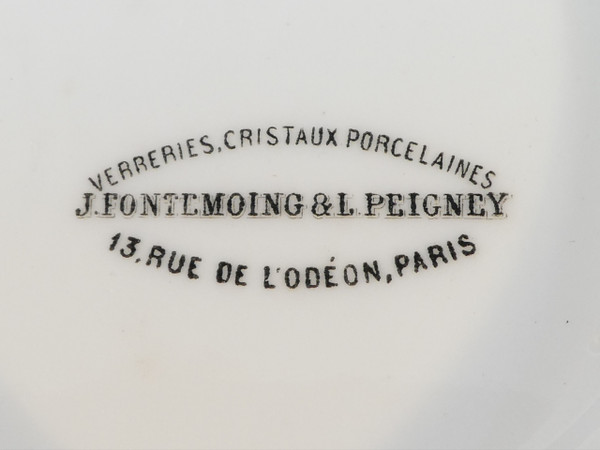 VERRERIES, CRISTAUX PORCELAINES
J. FONTEMOING & L. PEIGNEY
13, RUE DE L'ODÉON, PARIS